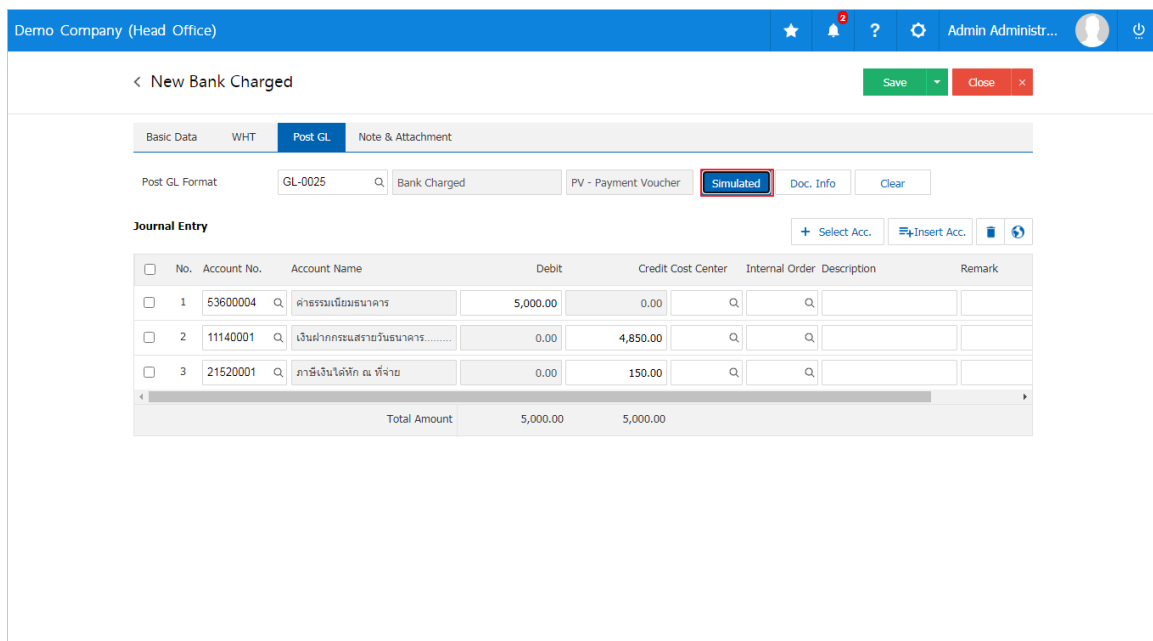 Demo Company (Head Office) 2 ? Admin Administr...
< New Bank Charged Save Close ×
Basic Data WHT Post GL Note & Attachment
Post GL Format GL-0025 Bank Charged PV - Payment Voucher Simulated Doc. Info Clear
Journal Entry + Select Acc. Insert Acc.
No. Account No. Account Name Debit Credit Cost Center Internal Order Description Remark
1 53600004 ค่าธรรมเนียมธนาคาร 5,000.00 0.00
2 11140001 เงินฝากกระแสรายวันธนาคาร......... 0.00 4,850.00
3 21520001 ภาษีเงินได้หัก ณ ที่จ่าย 0.00 150.00
Total Amount 5,000.00 5,000.00